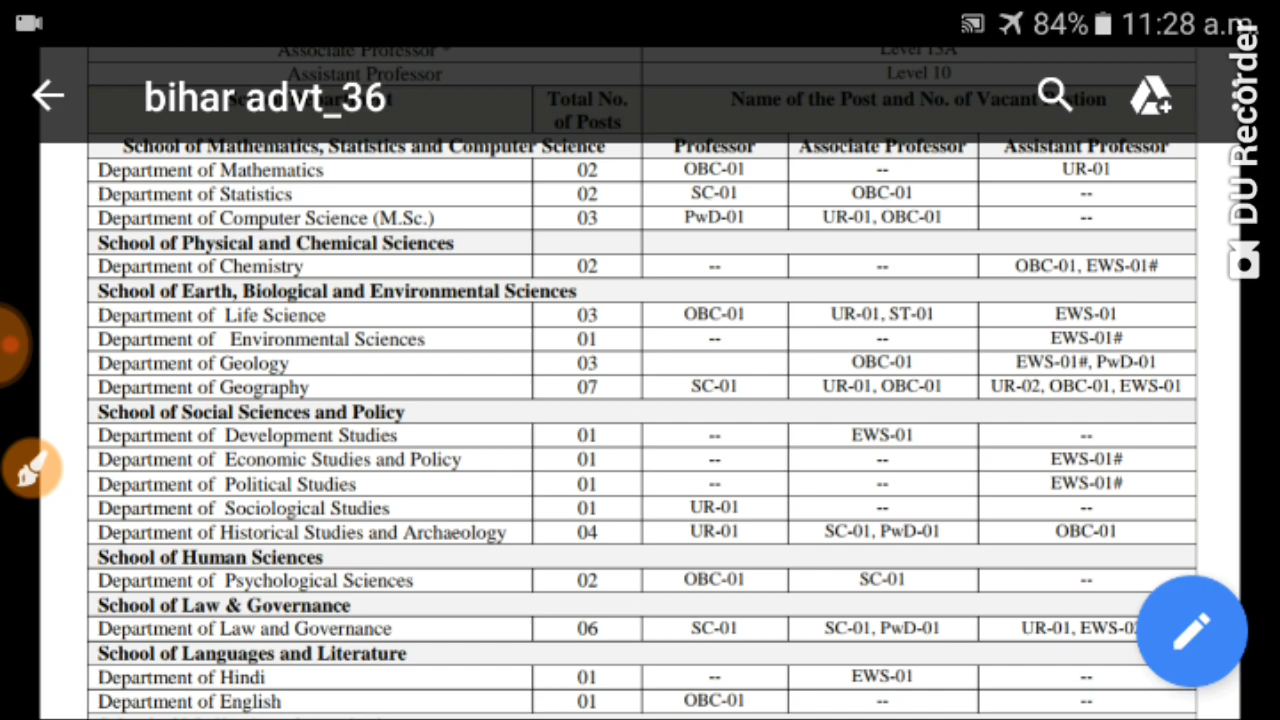 84% 11:28 a.m.
Associate Professor *
Level 13A
bihar advt_36
Assistant Professor
Level 10
Total No. of Posts
Name of the Post and No. of Vacant
School of Mathematics, Statistics and Computer Science Professor Associate Professor Assistant Professor
Department of Mathematics 02 OBC-01 -- UR-01
Department of Statistics 02 SC-01 OBC-01 --
Department of Computer Science (M.Sc.) 03 PwD-01 UR-01, OBC-01 --
School of Physical and Chemical Sciences
Department of Chemistry 02 -- -- OBC-01, EWS-01#
School of Earth, Biological and Environmental Sciences
Department of Life Science 03 OBC-01 UR-01, ST-01 EWS-01
Department of Environmental Sciences 01 -- -- EWS-01#
Department of Geology 03 OBC-01 EWS-01#, PwD-01
Department of Geography 07 SC-01 UR-01, OBC-01 UR-02, OBC-01, EWS-01
School of Social Sciences and Policy
Department of Development Studies 01 -- EWS-01 --
Department of Economic Studies and Policy 01 -- -- EWS-01#
Department of Political Studies 01 -- -- EWS-01#
Department of Sociological Studies 01 UR-01 -- --
Department of Historical Studies and Archaeology 04 UR-01 SC-01, PwD-01 OBC-01
School of Human Sciences
Department of Psychological Sciences 02 OBC-01 SC-01 --
School of Law & Governance
Department of Law and Governance 06 SC-01 SC-01, PwD-01 UR-01,
School of Languages and Literature
Department of Hindi 01 -- EWS-01 --
Department of English 01 OBC-01 -- --
DU Recorder